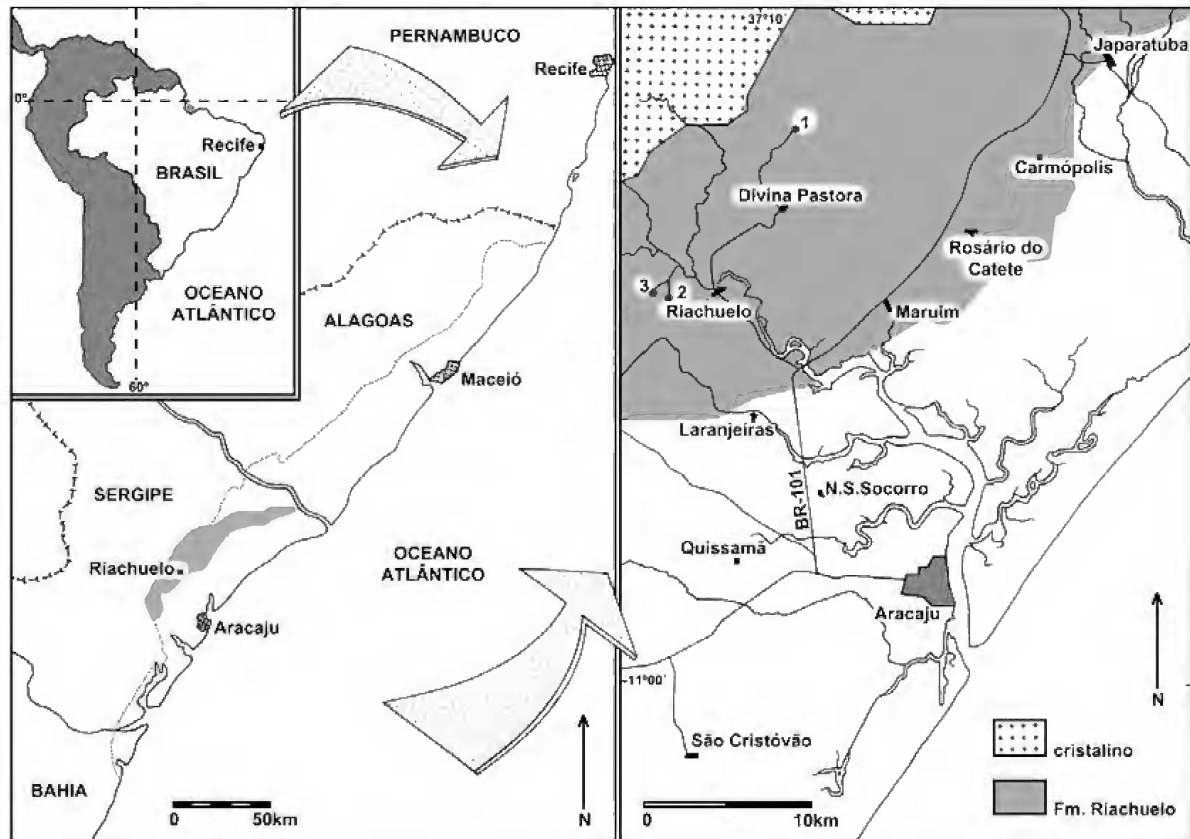 0°
Recife
BRASIL
OCEANO
ATLÂNTICO
60°
PERNAMBUCO
Recife
ALAGOAS
Maceió
SERGIPE
Riachuelo
OCEANO
ATLÂNTICO
Aracaju
BAHIA
0
50km
N
37°10'
Japaratuba
1
Carmópolis
Divina Pastora
Rosário do
Catete
3
2
Riachuelo
Maruim
Laranjeiras
BR-101
N.S.Socorro
Quissamã
Aracaju
11°00'
N
São Cristóvão
cristalino
0
10km
Fm. Riachuelo